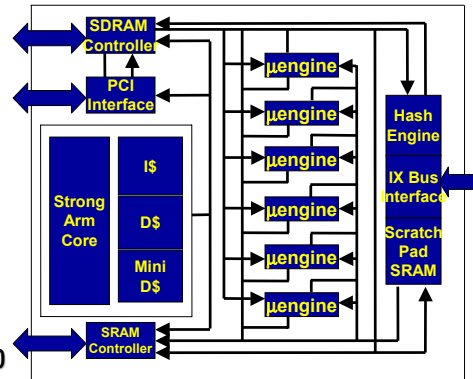 SDRAM
Controller
PCI
Interface
Strong
Arm
Core
I$
D$
Mini
D$
SRAM
Controller
µengine
µengine
µengine
µengine
µengine
µengine
Hash
Engine
IX Bus
Interface
Scratch
Pad
SRAM